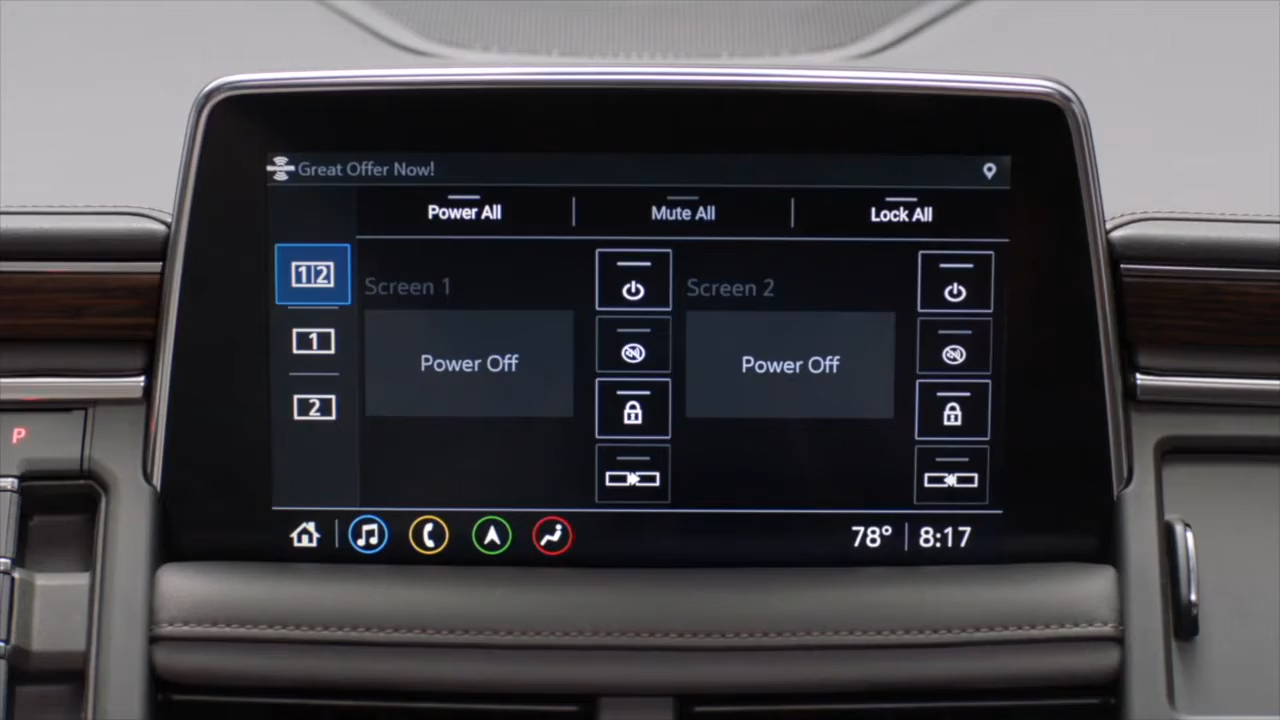 Great Offer Now!
Power All
Mute All
Lock All
1|2
Screen 1
Screen 2
1
Power Off
Power Off
2
P
78° 8:17